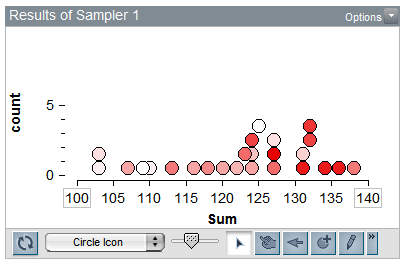 Results of Sampler 1 Options
count
5
0
100 105 110 115 120 125 130 135 140
Sum
Circle Icon
»